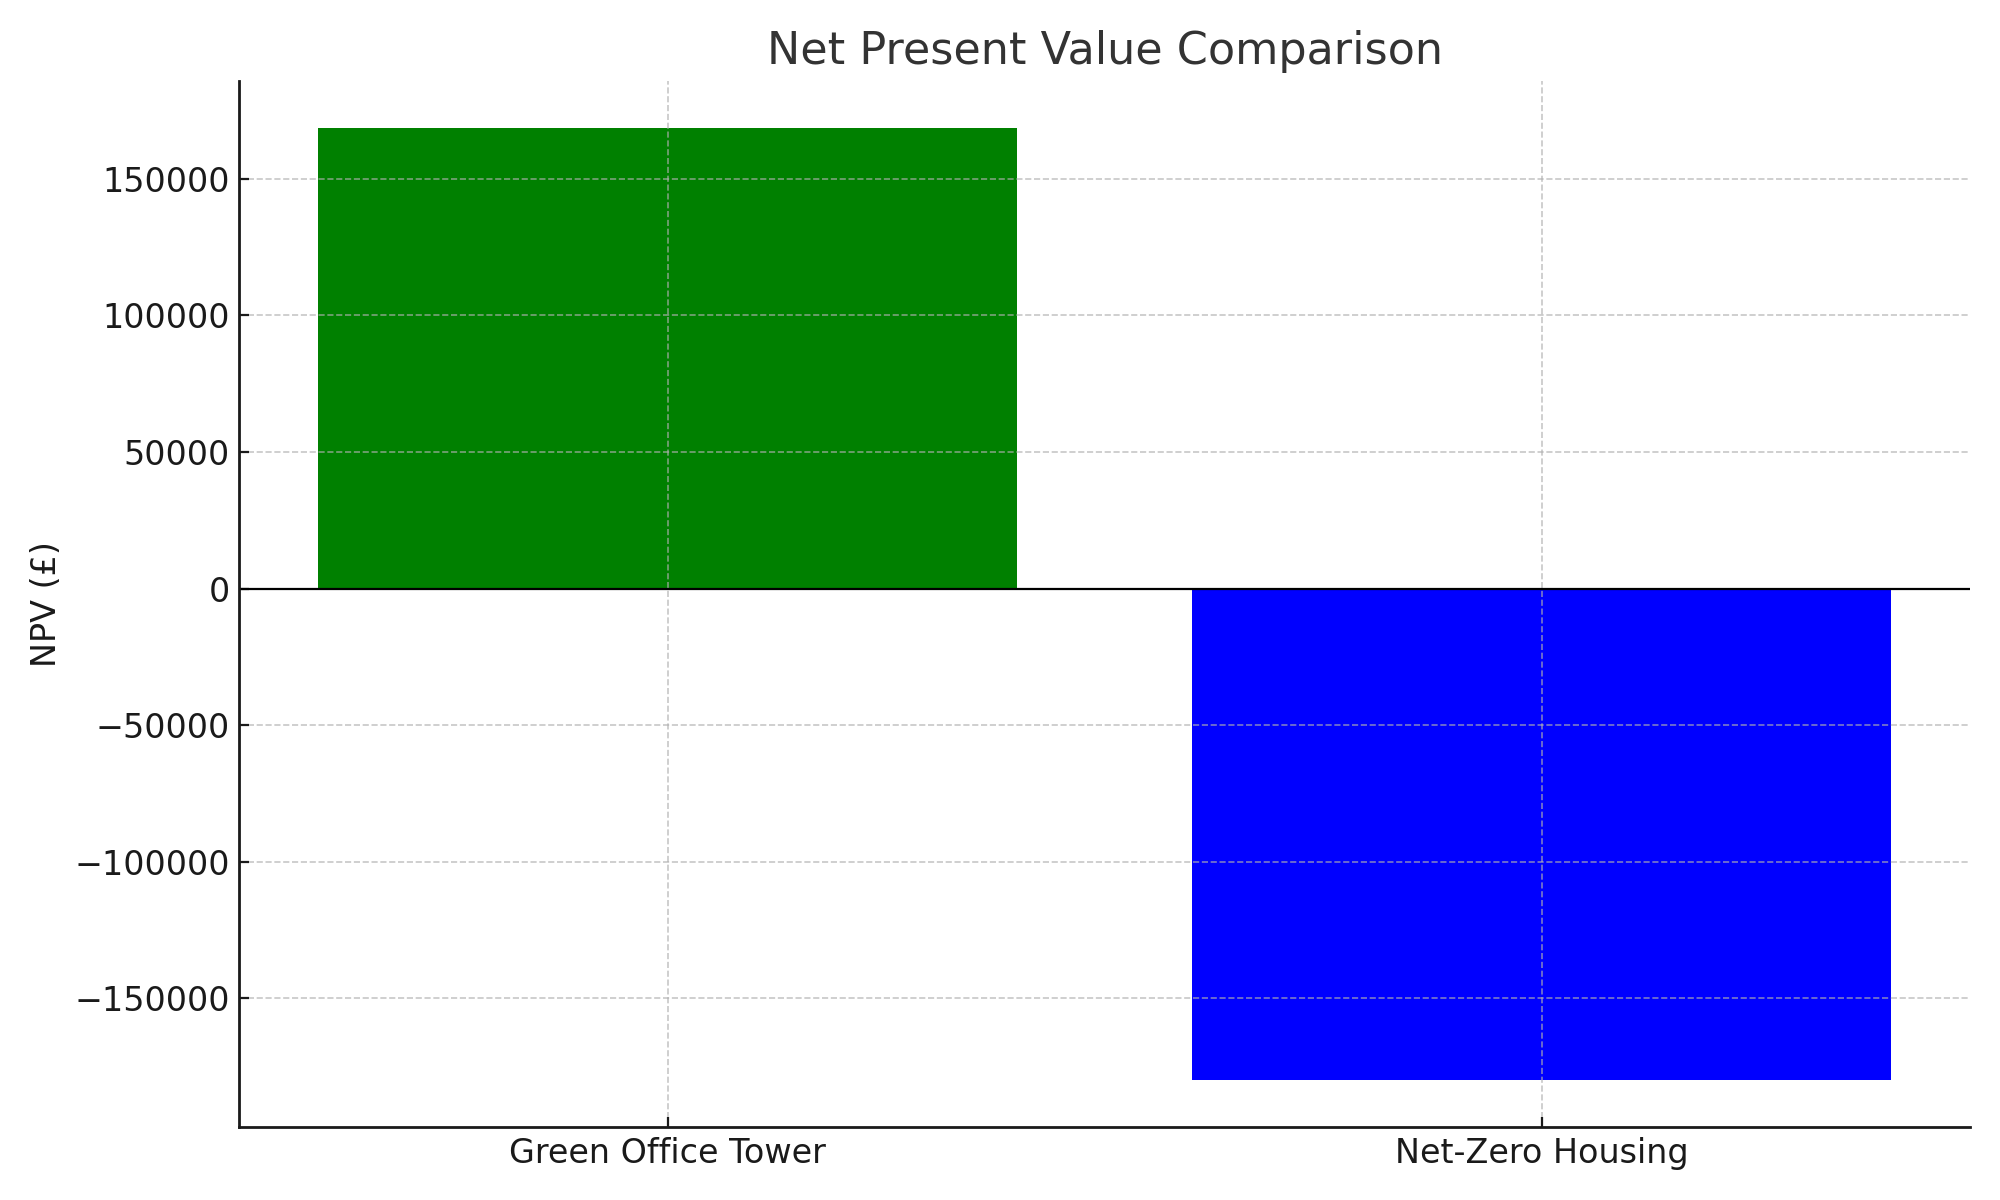 Net Present Value Comparison
150000
100000
50000
0
−50000
−100000
−150000
NPV (£)
Green Office Tower
Net-Zero Housing